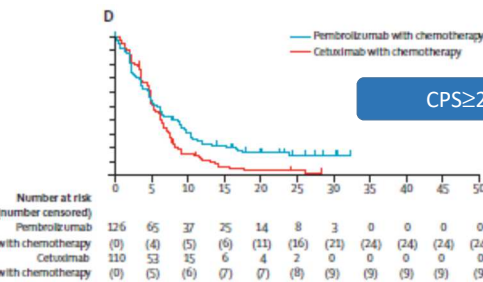 D
Pembrolizumab with chemotherapy
Cetuximab with chemotherapy
CPS≥2
0 5 10 15 20 25 30 35 40 45 50
Number at risk
(number censored)
Pembrolizumab 126 65 37 25 14 8 3 0 0 0 0
with chemotherapy (0) (4) (5) (6) (11) (16) (21) (24) (24) (24) (24
Cetuximab 110 53 15 6 4 2 0 0 0 0 0
with chemotherapy (0) (5) (6) (7) (7) (8) (9) (9) (9) (9) (9)